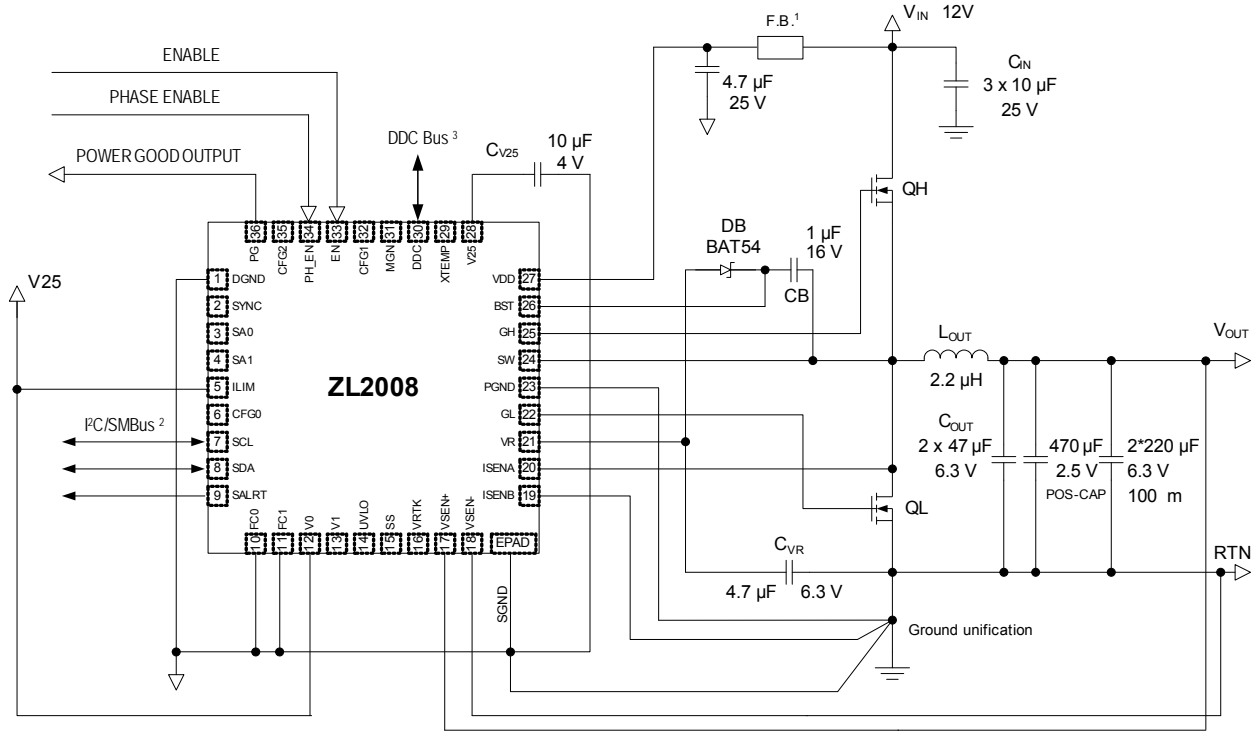 ENABLE
PHASE ENABLE
POWER GOOD OUTPUT
DDC Bus ³
CV25
10 µF
4 V
F.B.¹
VIN 12V
4.7 µF
25 V
CIN
3 x 10 µF
25 V
QH
DB
BAT54
1 µF
16 V
CB
V25
36 35 34 33 32 31 30 29 28
PG CFG2 PH_EN EN CFG1 MGN DDC XTEMP V25
1 DGND
2 SYNC
3 SA0
4 SA1
5 ILIM
6 CFG0
7 SCL
8 SDA
9 SALRT
I²C/SMBus ²
ZL2008
VDD 27
BST 26
GH 25
SW 24
PGND 23
GL 22
VR 21
ISENA 20
ISENB 19
FC0 FC1 V0 V1 UVLO SS VRTK VSEN+ VSEN-
10 11 12 13 14 15 16 17 18
EPAD
SGND
LOUT
2.2 µH
VOUT
COUT
2 x 47 µF
6.3 V
470 µF
2.5 V
POS-CAP
2*220 µF
6.3 V
100 m
QL
CVR
4.7 µF 6.3 V
RTN
Ground unification